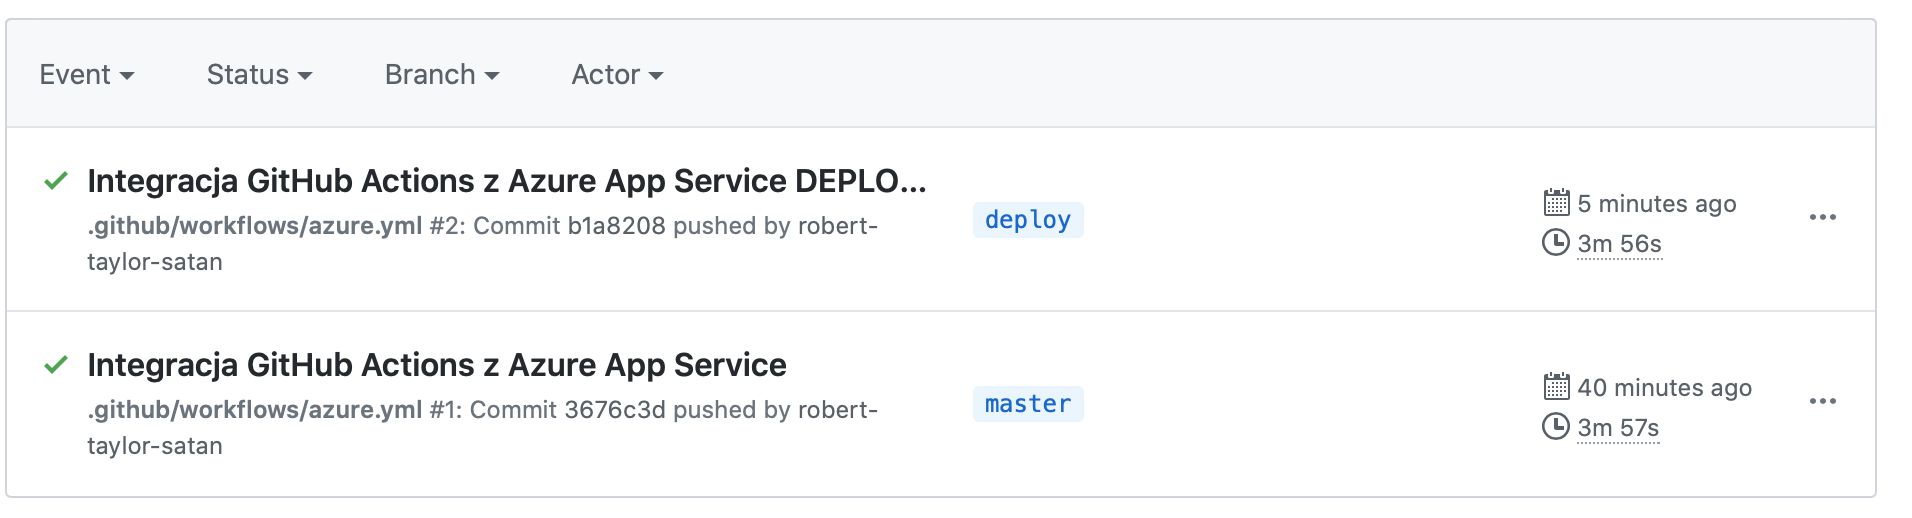 Event Status Branch Actor
Integracja GitHub Actions z Azure App Service DEPLO...
.github/workflows/azure.yml #2: Commit b1a8208 pushed by robert-
taylor-satan
deploy
5 minutes ago
3m 56s
Integracja GitHub Actions z Azure App Service
.github/workflows/azure.yml #1: Commit 3676c3d pushed by robert-
taylor-satan
master
40 minutes ago
3m 57s